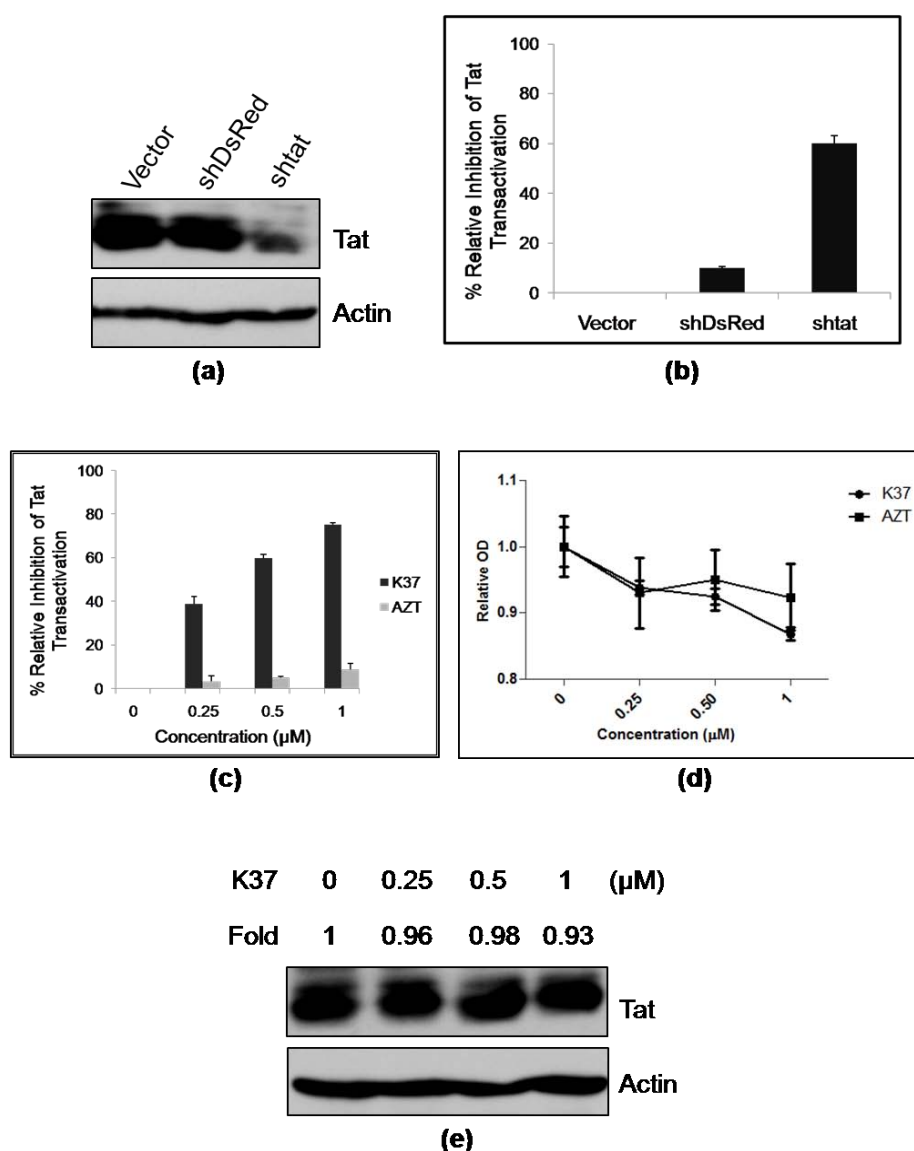 Vector shDsRed shtat
Tat
Actin
(a)
% Relative Inhibition of Tat
Transactivation
100
80
60
40
20
0
Vector shDsRed shtat
(b)
% Relative Inhibition of Tat
Transactivation
100
80
60
40
20
0
0 0.25 0.5 1
Concentration (μM)
K37
AZT
(c)
Relative OD
1.1
1.0
0.9
0.8
0 0.25 0.50 1
Concentration (μM)
K37
AZT
(d)
K37 0 0.25 0.5 1 (μM)
Fold 1 0.96 0.98 0.93
Tat
Actin
(e)